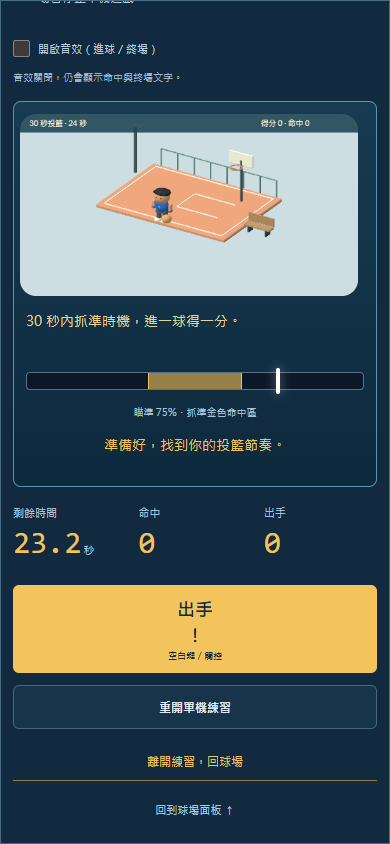 開啟音效 ( 進球 / 終場 )
音效關閉，仍會顯示命中與終場文字。
30 秒投籃 · 24 秒
得分 0 · 命中 0
30 秒內抓準時機，進一球得一分。
瞄準 75% · 抓準金色命中區
準備好，找到你的投籃節奏。
剩餘時間
命中
出手
23.2 秒
0
0
出手
!
空白鍵 / 觸控
重開單機練習
離開練習，回球場
回到球場面板 ↑